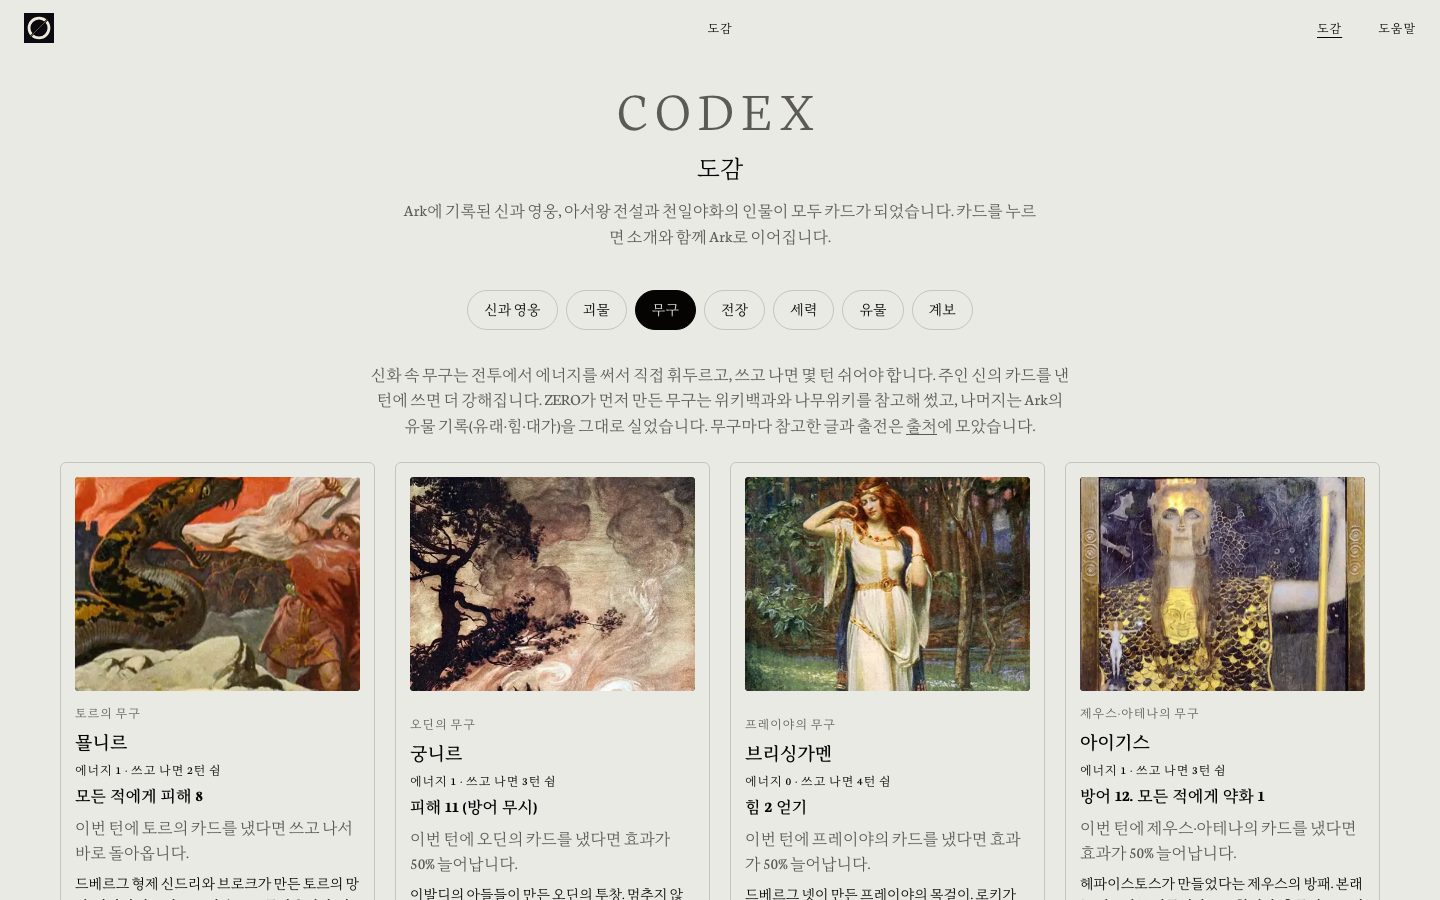 도감
도감
도움말
CODEX
도감
Ark에 기록된 신과 영웅, 아서왕 전설과 천일야화의 인물이 모두 카드가 되었습니다. 카드를 누르
면 소개와 함께 Ark로 이어집니다.
신과 영웅
괴물
무구
전장
세력
유물
계보
신화 속 무구는 전투에서 에너지를 써서 직접 휘두르고, 쓰고 나면 몇 턴 쉬어야 합니다. 주인 신의 카드를 낸
턴에 쓰면 더 강해집니다. ZERO가 먼저 만든 무구는 위키백과와 나무위키를 참고해 썼고, 나머지는 Ark의
유물 기록(유래·힘·대가)을 그대로 실었습니다. 무구마다 참고한 글과 출전은 출처에 모았습니다.
토르의 무구
묠니르
에너지 1 · 쓰고 나면 2턴 쉼
모든 적에게 피해 8
이번 턴에 토르의 카드를 냈다면 쓰고 나서
바로 돌아옵니다.
드베르그 형제 신드리와 브로크가 만든 토르의 망
오딘의 무구
궁니르
에너지 1 · 쓰고 나면 3턴 쉼
피해 11 (방어 무시)
이번 턴에 오딘의 카드를 냈다면 효과가
50% 늘어납니다.
이발디의 아들들이 만든 오딘의 투창. 멈추지 않
프레이야의 무구
브리싱가멘
에너지 0 · 쓰고 나면 4턴 쉼
힘 2 얻기
이번 턴에 프레이야의 카드를 냈다면 효과
가 50% 늘어납니다.
드베르그 넷이 만든 프레이야의 목걸이. 로키가
제우스·아테나의 무구
아이기스
에너지 1 · 쓰고 나면 3턴 쉼
방어 12. 모든 적에게 약화 1
이번 턴에 제우스·아테나의 카드를 냈다면
효과가 50% 늘어납니다.
헤파이스토스가 만들었다는 제우스의 방패. 본래